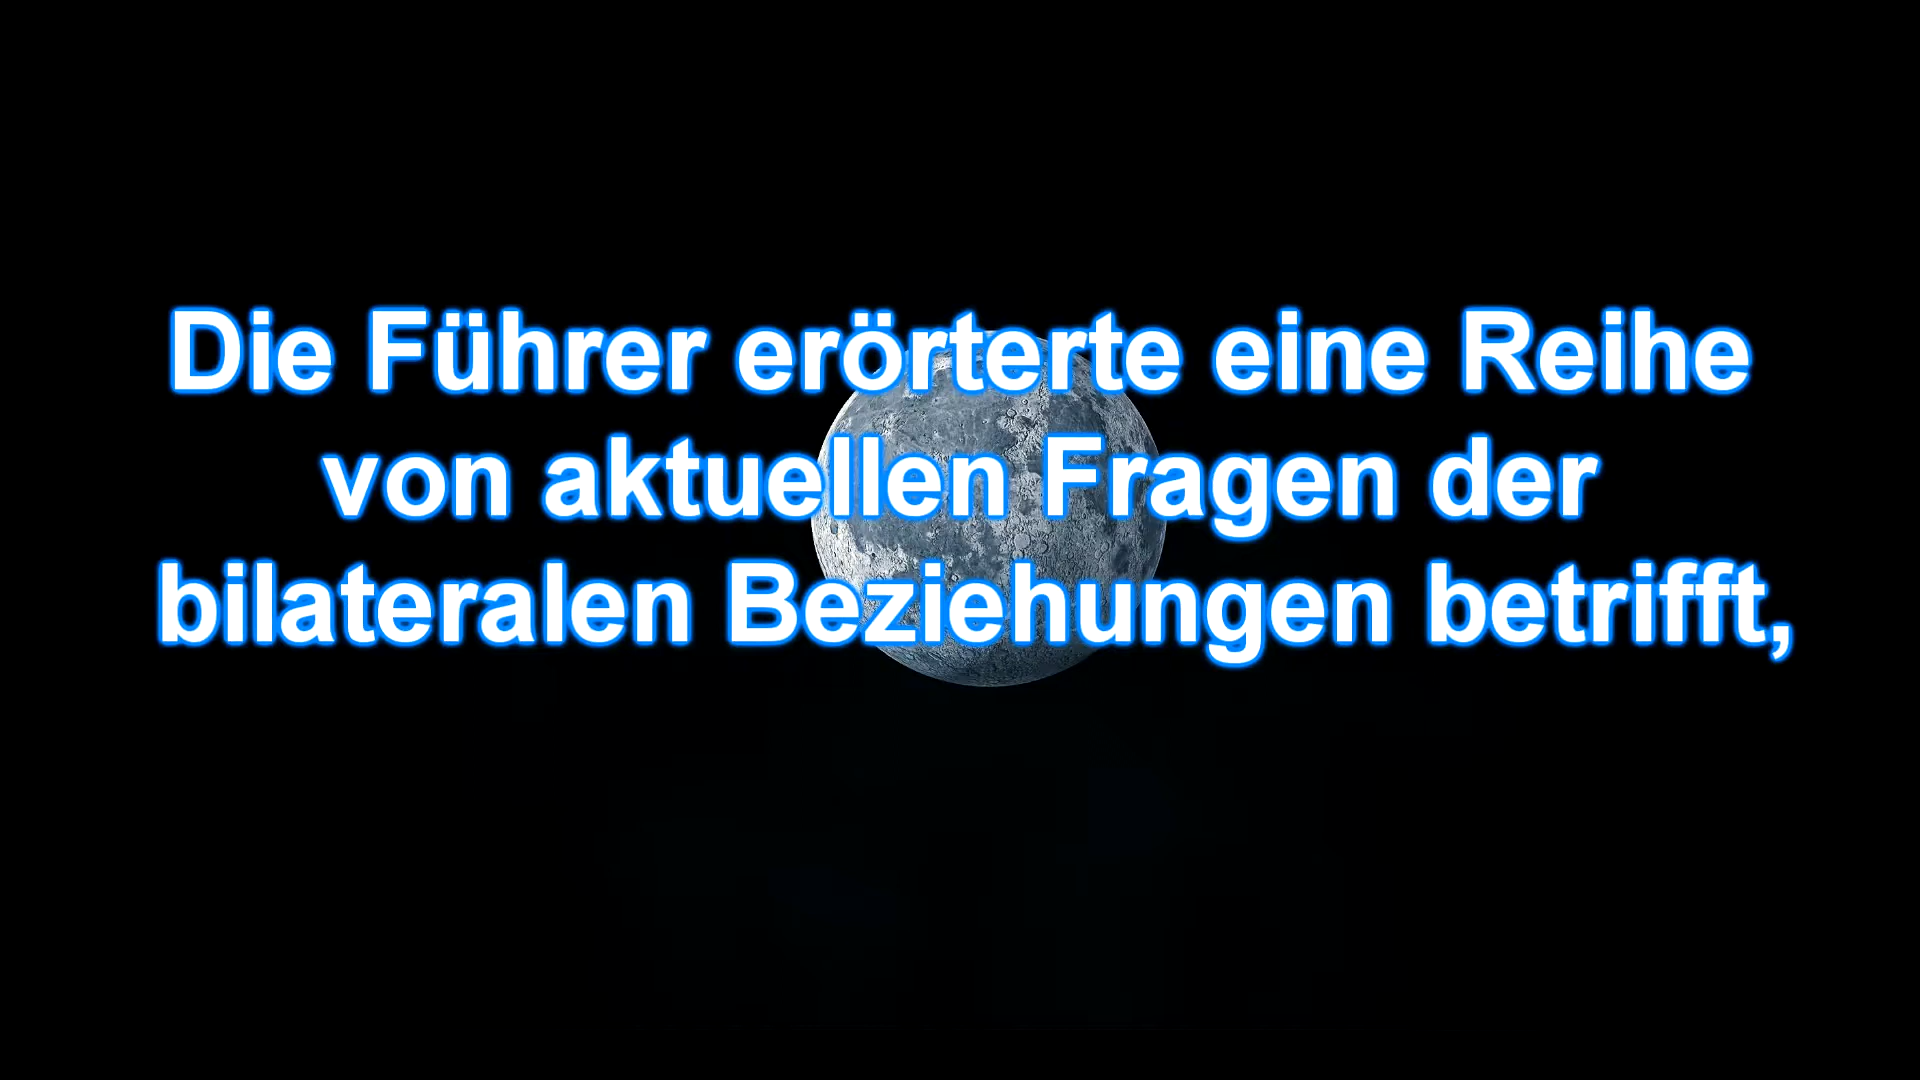 Die Führer erörterte eine Reihe
von aktuellen Fragen der
bilateralen Beziehungen betrifft,